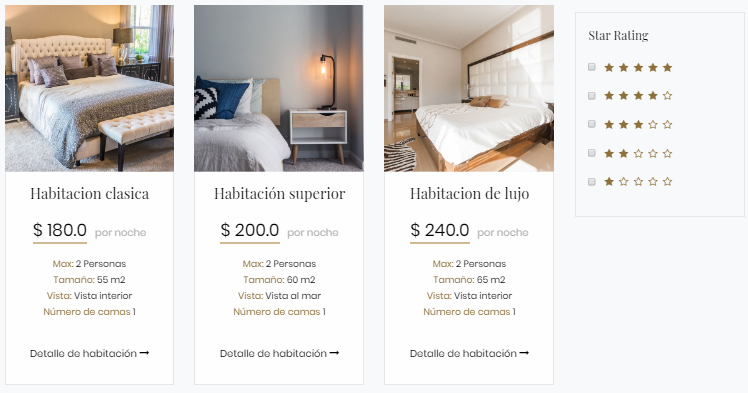 Habitacion clasica
$ 180.0 por noche
Max: 2 Personas
Tamaño: 55 m2
Vista: Vista interior
Número de camas 1
Detalle de habitación →
Habitación superior
$ 200.0 por noche
Max: 2 Personas
Tamaño: 60 m2
Vista: Vista al mar
Número de camas 1
Detalle de habitación →
Habitacion de lujo
$ 240.0 por noche
Max: 2 Personas
Tamaño: 65 m2
Vista: Vista interior
Número de camas 1
Detalle de habitación →
Star Rating